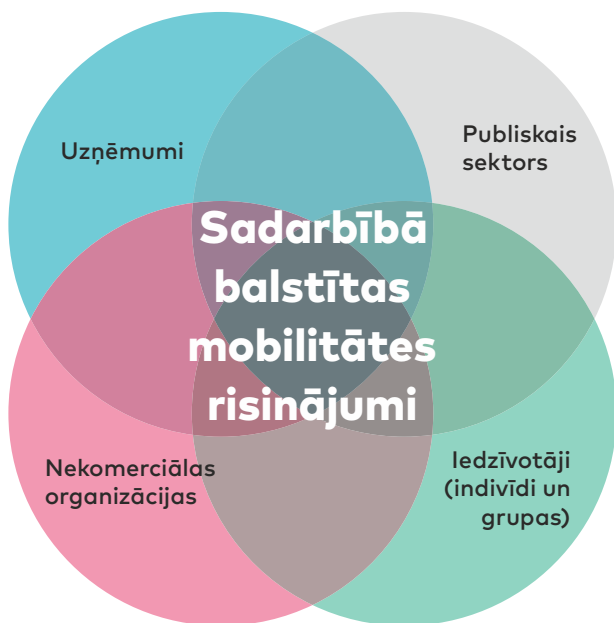 Uzņēmumi
Publiskais
sektors
Sadarbībā
balstītas
mobilitātes
risinājumi
Nekomerciālas
organizācijas
Iedzīvotāji
(indivīdi un
grupas)